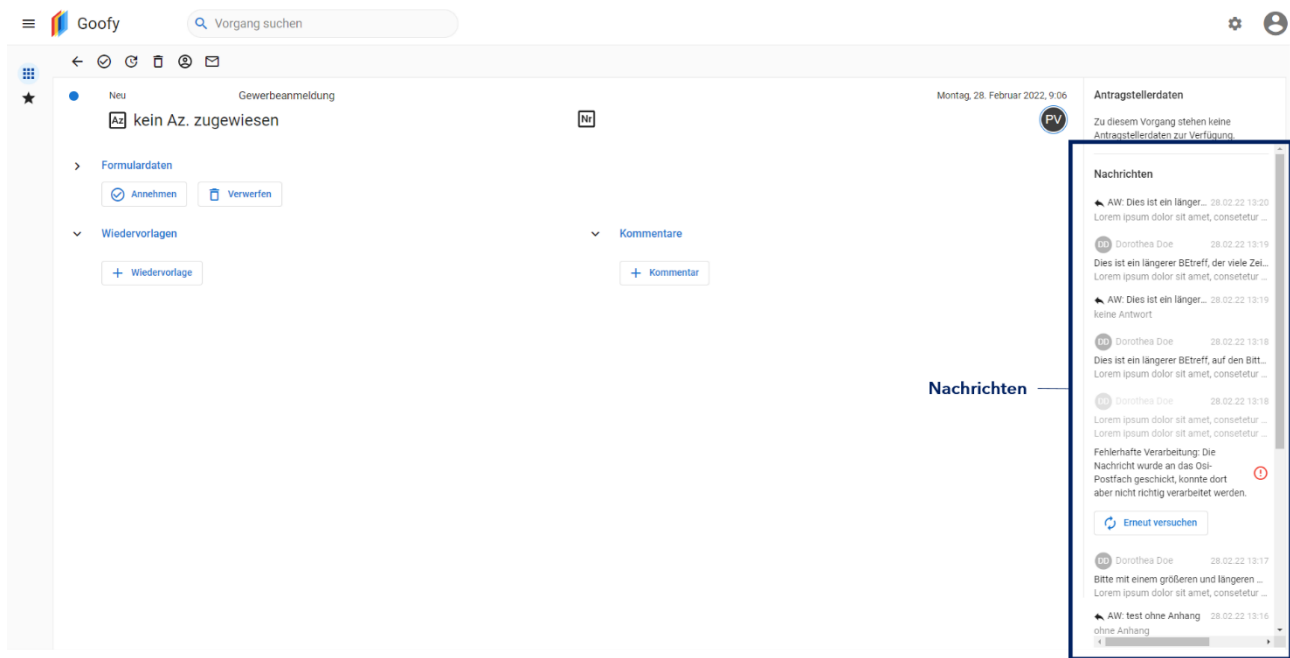 Goofy
Vorgang suchen
Neu
Gewerbeanmeldung
Montag, 28. Februar 2022, 9:06
Az kein Az. zugewiesen
Nr
PV
Formulardaten
Annehmen
Verwerfen
Wiedervorlagen
Kommentare
+ Wiedervorlage
+ Kommentar
Nachrichten
Antragstellerdaten
Zu diesem Vorgang stehen keine
Antragstellerdaten zur Verfügung.
Nachrichten
AW: Dies ist ein länger... 28.02.22 13:20
Lorem ipsum dolor sit amet, consetetur ...
DD Dorothea Doe 28.02.22 13:19
Dies ist ein längerer BEtreff, der viele Zei...
Lorem ipsum dolor sit amet, consetetur ...
AW: Dies ist ein länger... 28.02.22 13:19
keine Antwort
DD Dorothea Doe 28.02.22 13:18
Dies ist ein längerer BEtreff, auf den Bitt...
Lorem ipsum dolor sit amet, consetetur ...
DD Dorothea Doe 28.02.22 13:18
Lorem ipsum dolor sit amet, consetetur ...
Lorem ipsum dolor sit amet, consetetur ...
Fehlerhafte Verarbeitung: Die
Nachricht wurde an das Osi-
Postfach geschickt, konnte dort
aber nicht richtig verarbeitet werden.
Erneut versuchen
DD Dorothea Doe 28.02.22 13:17
Bitte mit einem größeren und längeren ...
Lorem ipsum dolor sit amet, consetetur ...
AW: test ohne Anhang 28.02.22 13:16
ohne Anhang